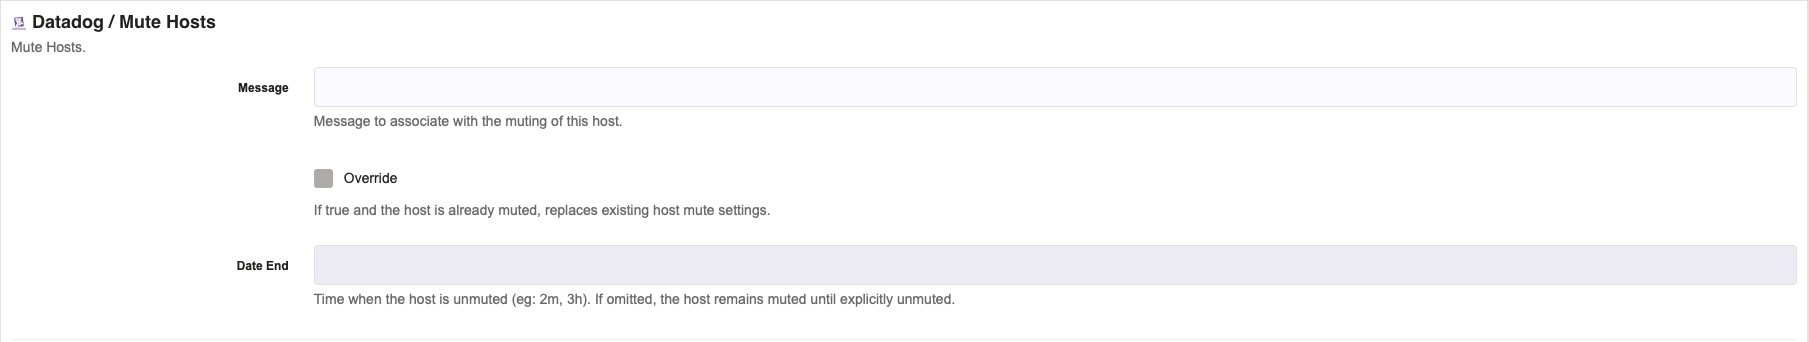 Datadog / Mute Hosts
Mute Hosts.
Message
Message to associate with the muting of this host.
Override
If true and the host is already muted, replaces existing host mute settings.
Date End
Time when the host is unmuted (eg: 2m, 3h). If omitted, the host remains muted until explicitly unmuted.